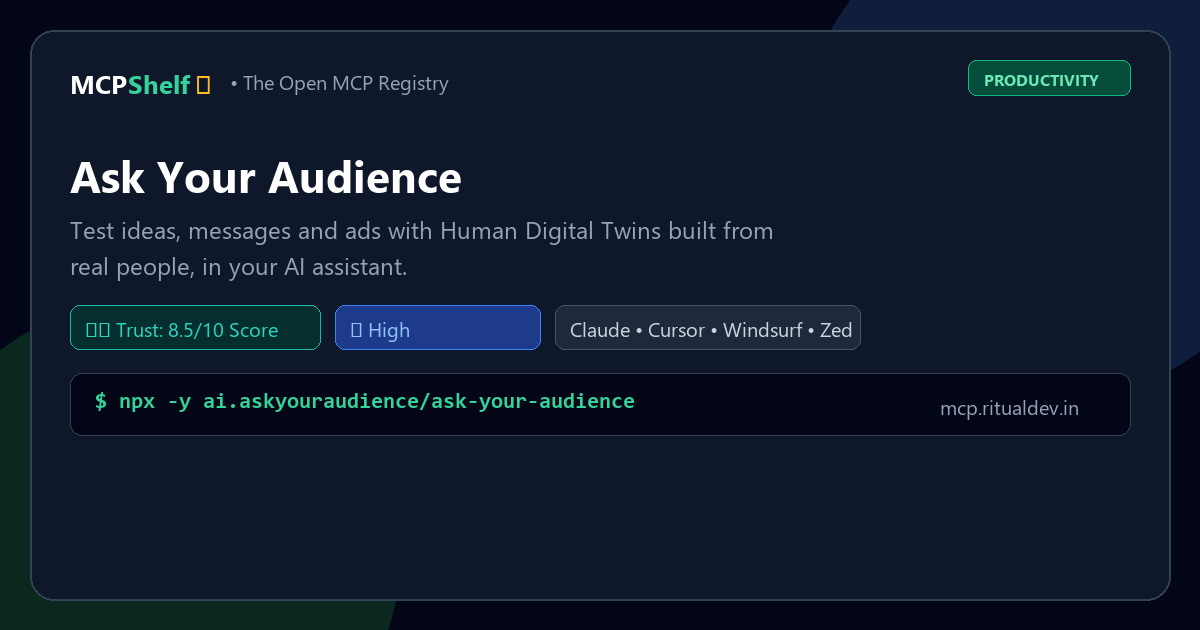 MCPShelf • The Open MCP Registry
PRODUCTIVITY
Ask Your Audience
Test ideas, messages and ads with Human Digital Twins built from
real people, in your AI assistant.
Trust: 8.5/10 Score
High
Claude • Cursor • Windsurf • Zed
$ npx -y ai.askyouraudience/ask-your-audience
mcp.ritualdev.in